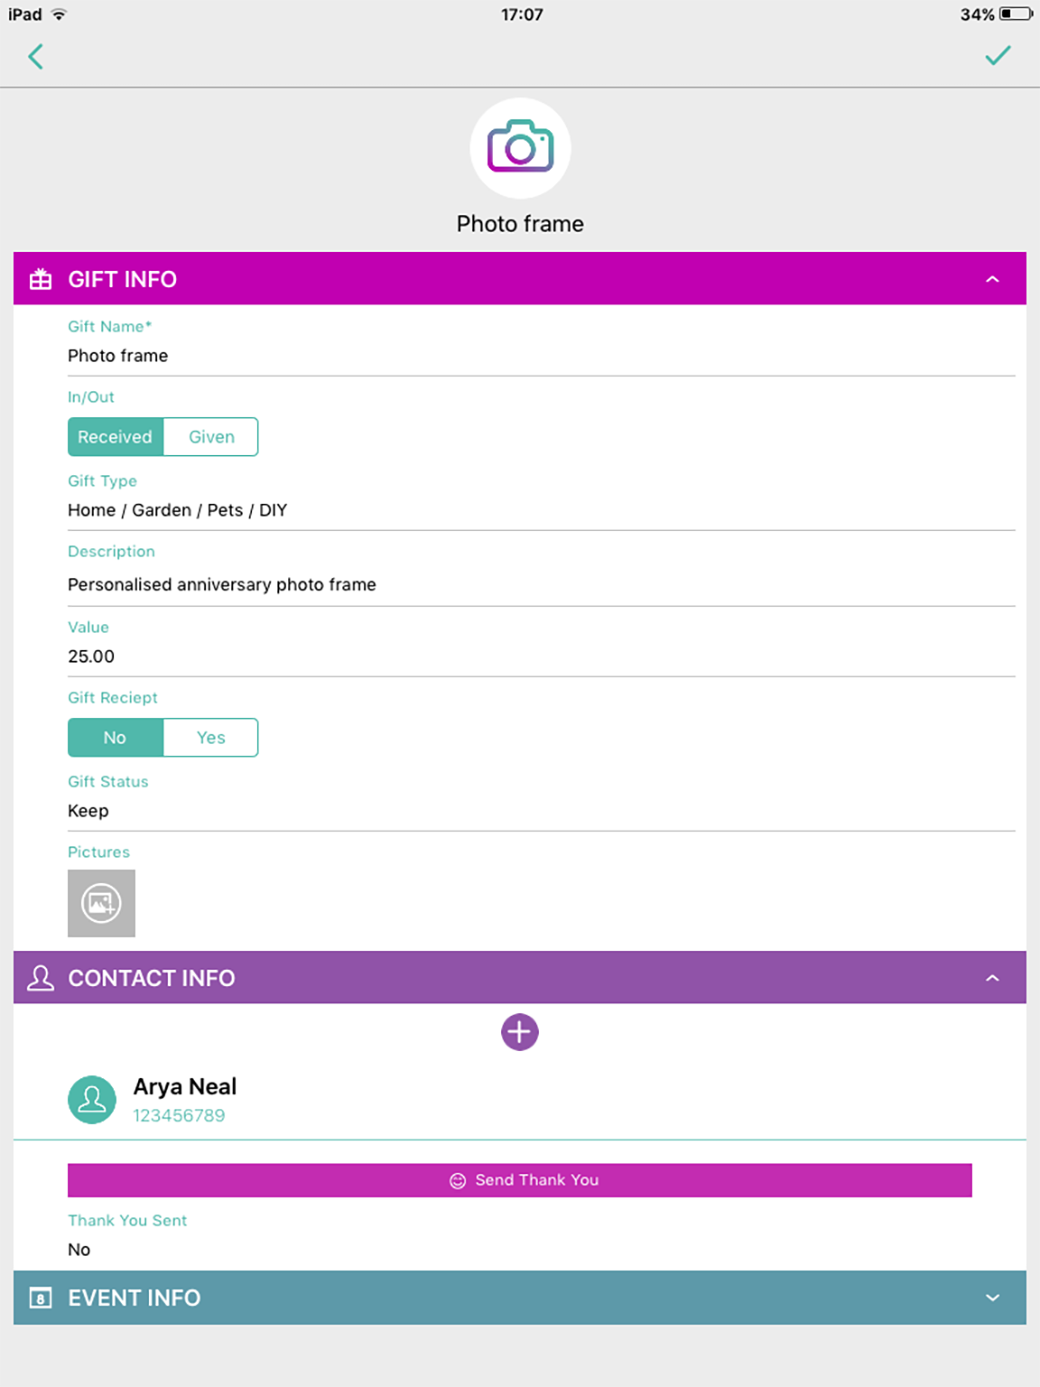 iPad 17:07 34%
Photo frame
GIFT INFO
Gift Name*
Photo frame
In/Out
Received Given
Gift Type
Home / Garden / Pets / DIY
Description
Personalised anniversary photo frame
Value
25.00
Gift Reciept
No Yes
Gift Status
Keep
Pictures
CONTACT INFO
Arya Neal
123456789
Send Thank You
Thank You Sent
No
8 EVENT INFO